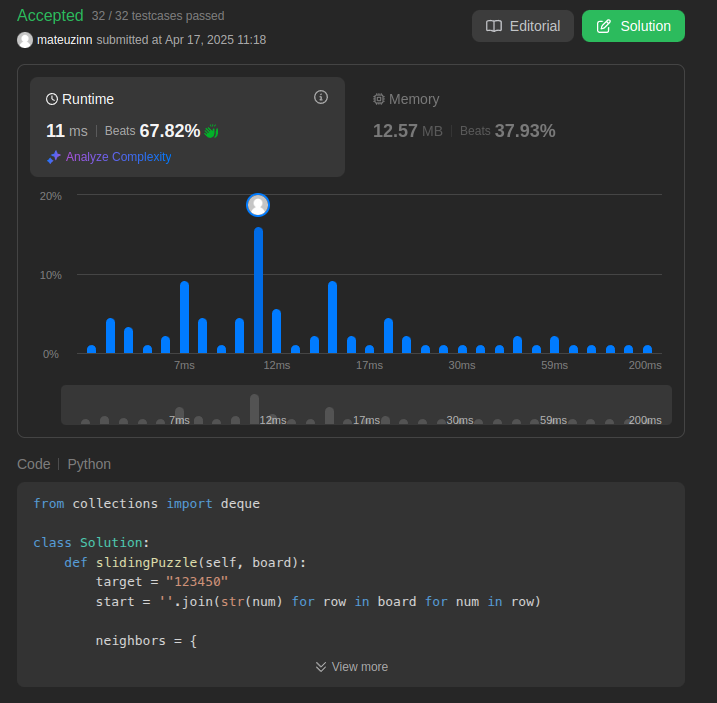 Accepted 32 / 32 testcases passed
mateuzinn submitted at Apr 17, 2025 11:18
Editorial
Solution
Runtime
11 ms | Beats 67.82%
Analyze Complexity
Memory
12.57 MB | Beats 37.93%
20%
10%
0%
7ms 12ms 17ms 30ms 59ms 200ms
7ms 12ms 17ms 30ms 59ms 200ms
Code | Python
from collections import deque
class Solution:
    def slidingPuzzle(self, board):
        target = "123450"
        start = ''.join(str(num) for row in board for num in row)
        neighbors = {
View more